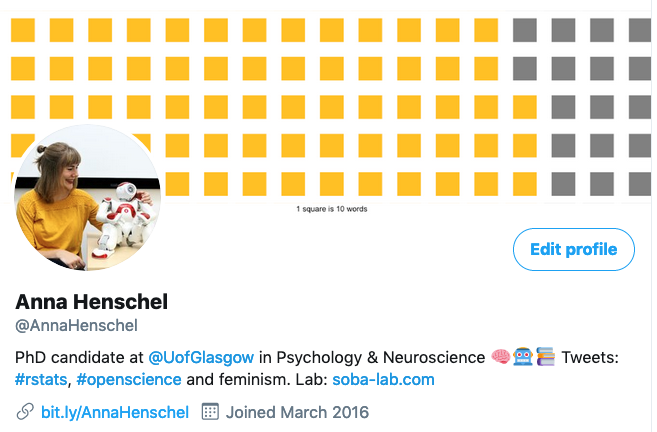 1 square is 10 words
Edit profile
Anna Henschel
@AnnaHenschel
PhD candidate at @UofGlasgow in Psychology & Neuroscience 🧠🤖📚 Tweets:
#rstats, #openscience and feminism. Lab: soba-lab.com
bit.ly/AnnaHenschel Joined March 2016